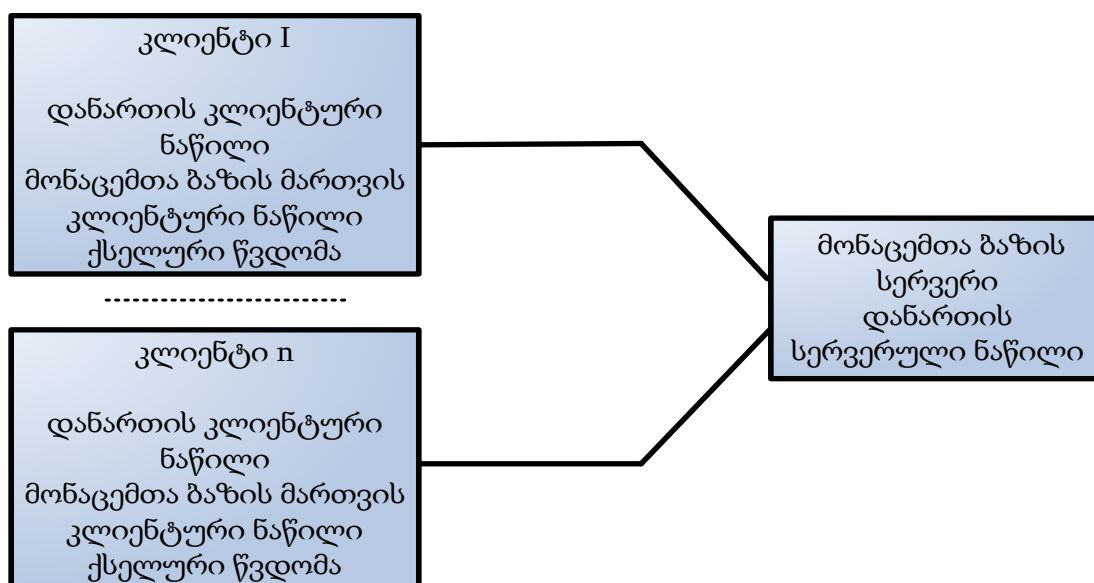 კლიენტი I
დანართის კლიენტური
ნაწილი
მონაცემთა ბაზის მართვის
კლიენტური ნაწილი
ქსელური წვდომა
მონაცემთა ბაზის
სერვერი
დანართის
სერვერული ნაწილი
კლიენტი n
დანართის კლიენტური
ნაწილი
მონაცემთა ბაზის მართვის
კლიენტური ნაწილი
ქსელური წვდომა